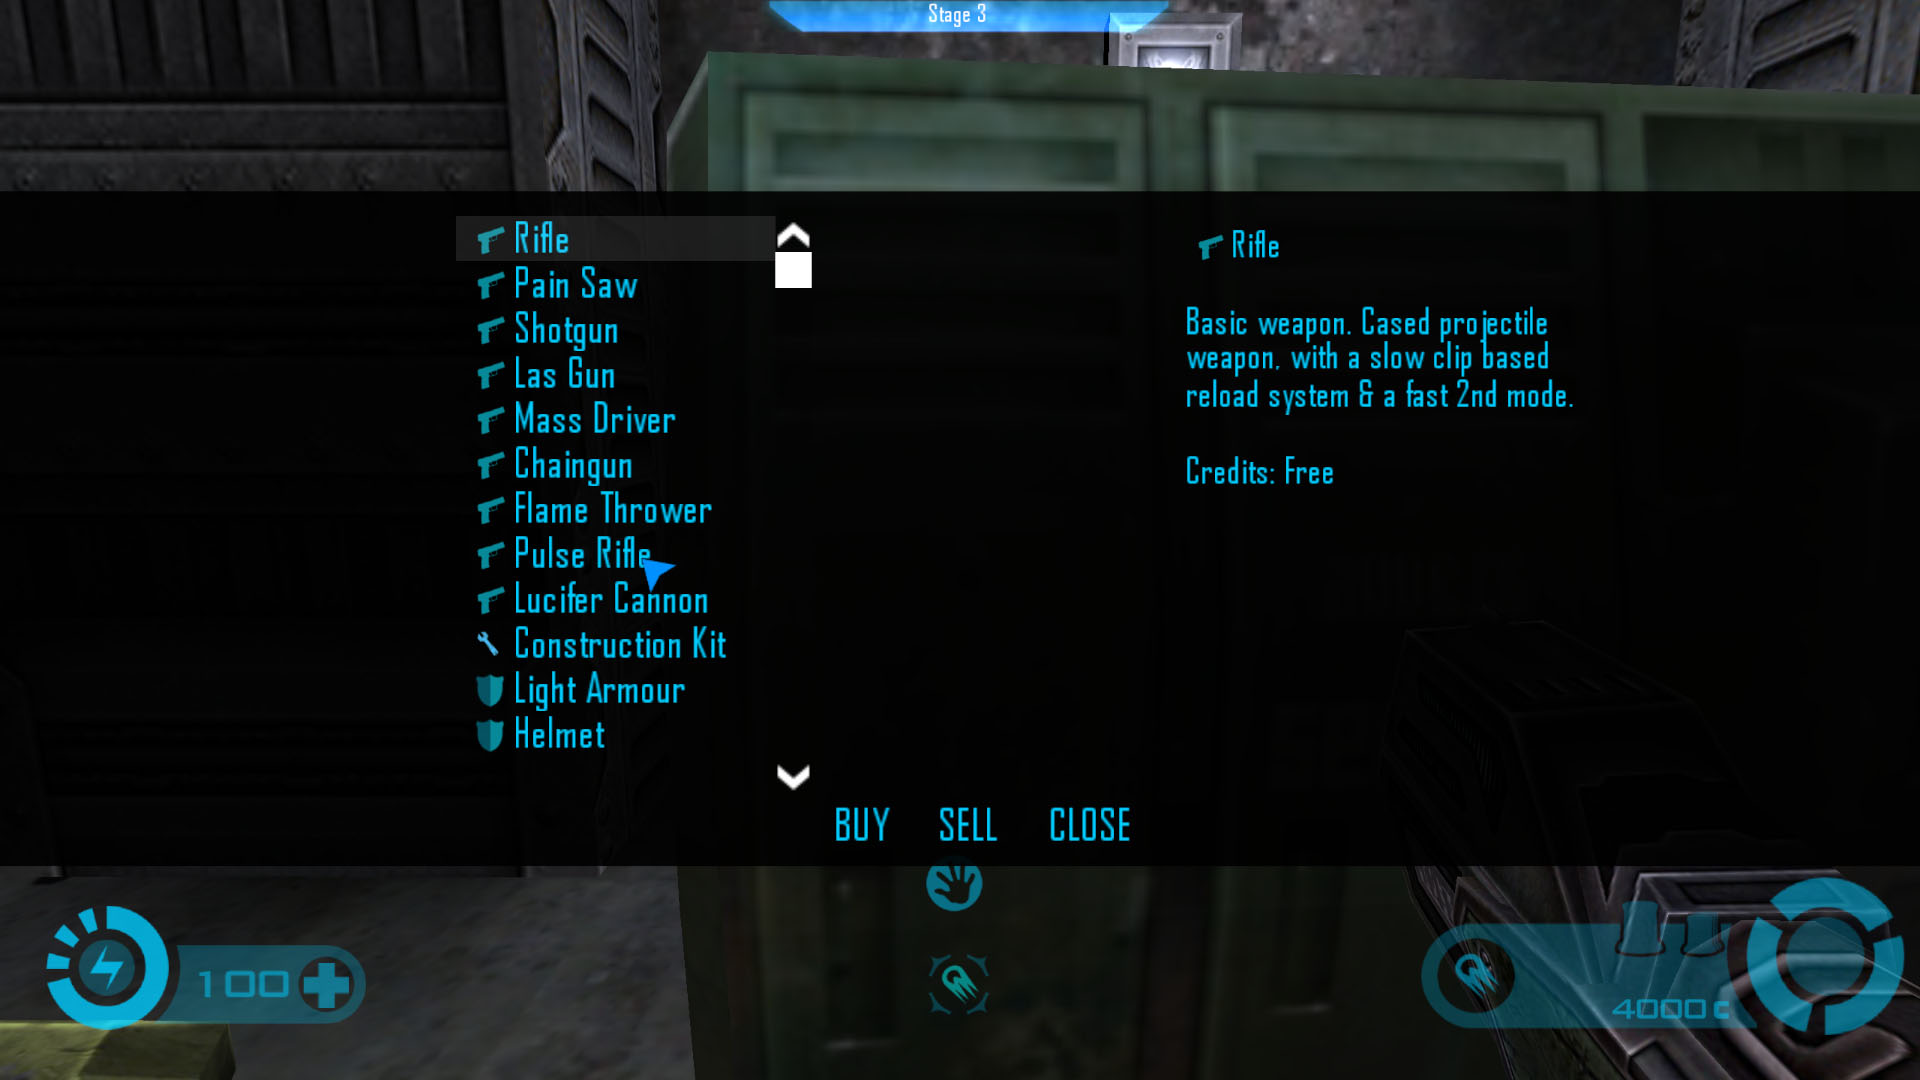 Stage 3
Rifle
Pain Saw
Shotgun
Las Gun
Mass Driver
Chaingun
Flame Thrower
Pulse Rifle
Lucifer Cannon
Construction Kit
Light Armour
Helmet
Rifle
Basic weapon. Cased projectile
weapon, with a slow clip based
reload system & a fast 2nd mode.
Credits: Free
BUY SELL CLOSE
100
4000 c